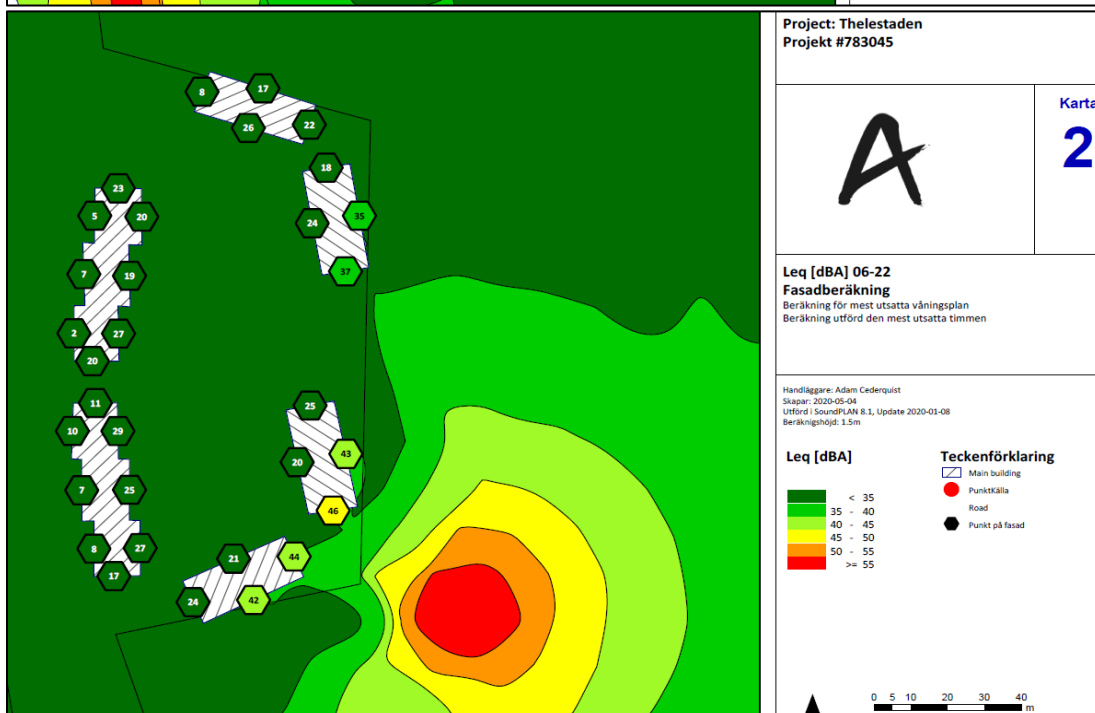 Project: Thelestaden
Projekt #783045
A
Karta
2
Leq [dBA] 06-22
Fasadberäkning
Beräkning för mest utsatta våningsplan
Beräkning utförd den mest utsatta timmen
Handläggare: Adam Cederquist
Skapar: 2020-05-04
Utförd i SoundPLAN 8.1, Update 2020-01-08
Beräknigshöjd: 1.5m
Leq [dBA]
< 35
35 - 40
40 - 45
45 - 50
50 - 55
>= 55
Teckenförklaring
Main building
PunktKälla
Road
Punkt på fasad
0 5 10 20 30 40
m
8
17
26
22
18
24
35
37
23
5
20
7
19
2
27
20
11
10
29
7
25
8
27
17
25
20
43
46
21
44
24
42